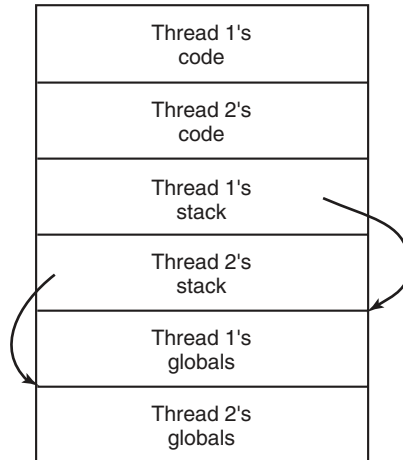 Thread 1's
code
Thread 2's
code
Thread 1's
stack
Thread 2's
stack
Thread 1's
globals
Thread 2's
globals